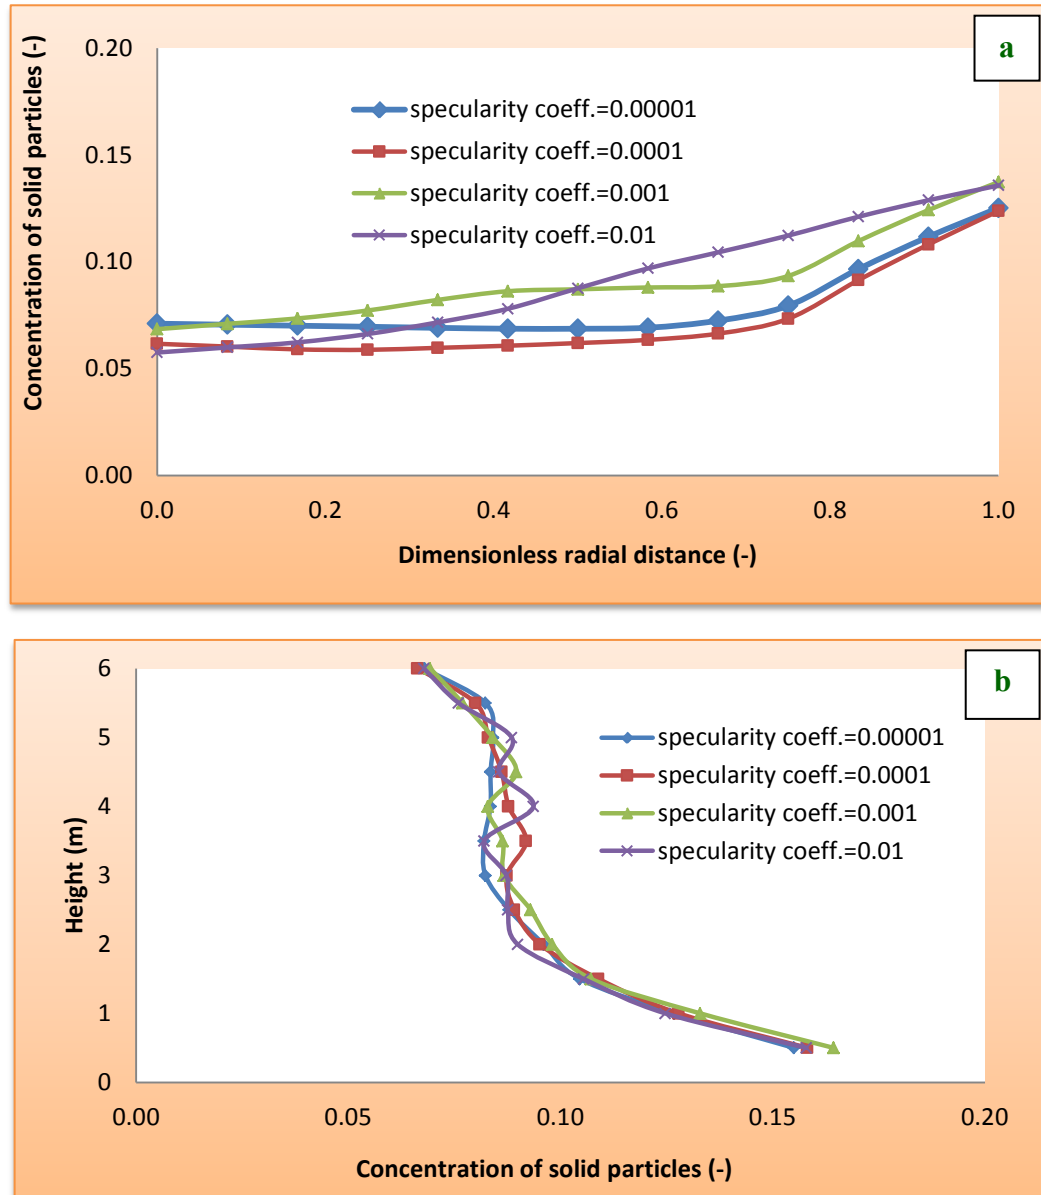 a
Concentration of solid particles (-)
0.20
0.15
0.10
0.05
0.00
specularity coeff.=0.00001
specularity coeff.=0.0001
specularity coeff.=0.001
specularity coeff.=0.01
0.0 0.2 0.4 0.6 0.8 1.0
Dimensionless radial distance (-)
b
Height (m)
6
5
4
3
2
1
0
specularity coeff.=0.00001
specularity coeff.=0.0001
specularity coeff.=0.001
specularity coeff.=0.01
0.00 0.05 0.10 0.15 0.20
Concentration of solid particles (-)